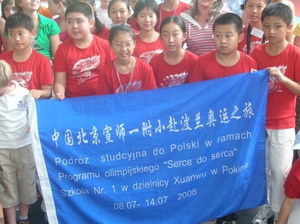 中国北京宣师一附小赴波兰奥运之旅
Podróż studyjna do Polski w ramach
Programu olimpijskiego "Serce do serca"
Szkoła Nr. 1 w dzielnicy Xuanwu w Pekinie
08.07- 14.07 2006